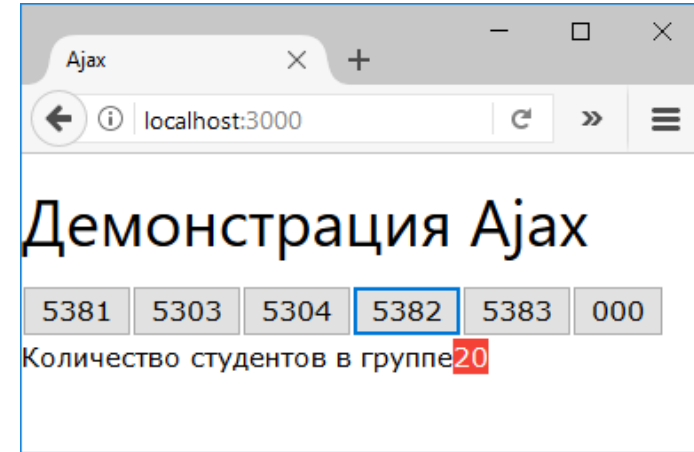 Ajax
localhost:3000
Демонстрация Ajax
5381 5303 5304 5382 5383 000
Количество студентов в группе20